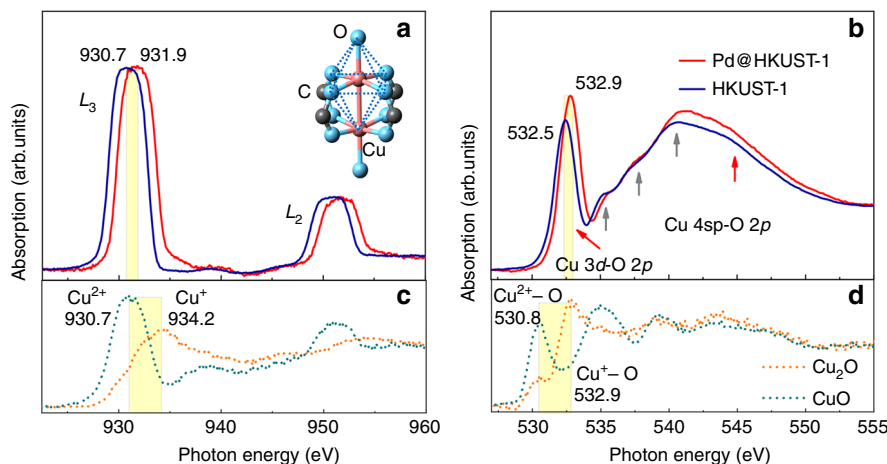 a
930.7 931.9
O
C
Cu
L3
L2
Absorption (arb.units)
b
Pd@HKUST-1
HKUST-1
532.9
532.5
Cu 3d-O 2p
Cu 4sp-O 2p
Absorption (arb.units)
c
Cu2+
930.7
Cu+
934.2
930 940 950 960
Photon energy (eV)
d
Cu2+– O
530.8
Cu+– O
532.9
Cu2O
CuO
530 535 540 545 550 555
Photon energy (eV)